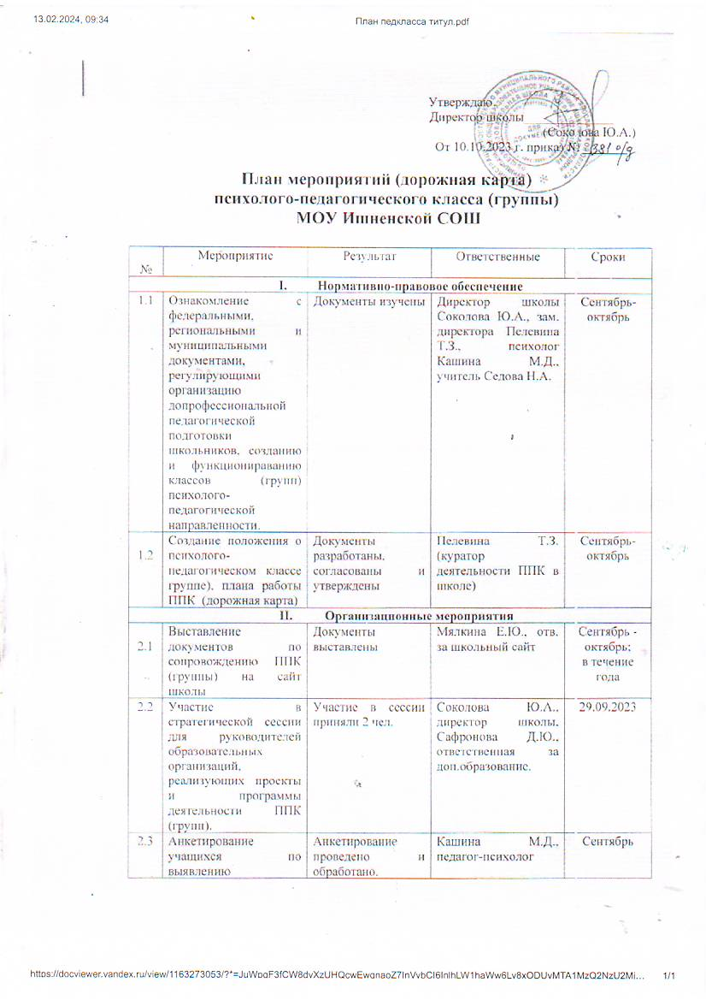 13.02.2024, 09:34
План педкласса титул.pdf
Утверждаю.
Директор школы
(Соколова Ю.А.)
От 10.10.2023 г. приказ № 381 о/д
План мероприятий (дорожная карта)
психолого-педагогического класса (группы)
МОУ Ишненской СОШ
№ Мероприятие Результат Ответственные Сроки
I. Нормативно-правовое обеспечение
1.1 Ознакомление с Документы изучены Директор школы Сентябрь-
федеральными, Соколова Ю.А., зам. октябрь
региональными и директора Пелевина
муниципальными Т.З., психолог
документами, Кашина М.Д.,
регулирующими учитель Седова Н.А.
организацию
допрофессиональной
педагогической
подготовки
школьников, созданию
и функционираванию
классов (групп)
психолого-
педагогической
направленности.
Создание положения о Документы Пелевина Т.З. Сентябрь-
1.2 психолого- разработаны, (куратор октябрь
педагогическом классе согласованы и деятельности ППК в
группе), плана работы утверждены школе)
ППК (дорожная карта)
II. Организационные мероприятия
Выставление Документы Мялкина Е.Ю., отв. Сентябрь -
2.1 документов по выставлены за школьный сайт октябрь;
сопровождению ППК в течение
(группы) на сайт года
школы
2.2 Участие в Участие в сессии Соколова Ю.А., 29.09.2023
стратегической сессии приняли 2 чел. директор школы,
для руководителей Сафронова Д.Ю.,
образовательных ответственная за
организаций, доп.образование.
реализующих проекты
и программы
деятельности ППК
(групп).
2.3 Анкетирование Анкетирование Кашина М.Д., Сентябрь
учащихся по проведено и педагог-психолог
выявлению обработано.
1/1